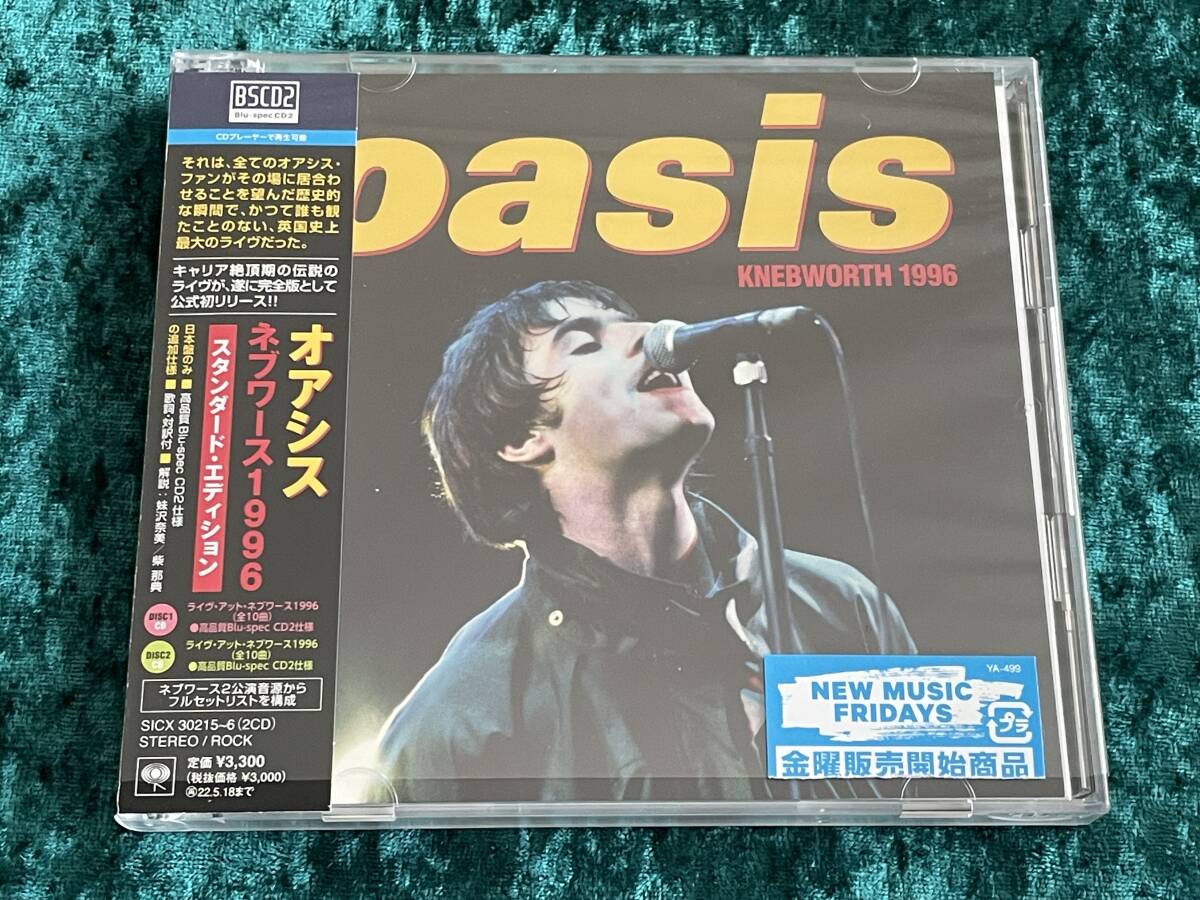 BSCD2
Blu-spec CD2
CDプレーヤーで再生可能
それは、全てのオアシス・
ファンがその場に居合わ
せることを望んだ歴史的
な瞬間で、かつて誰も観
たことのない、英国史上
最大のライヴだった。
キャリア絶頂期の伝説の
ライヴが、遂に完全版として
公式初リリース!!
オアシス
ネブワース1996
スタンダード・エディション
日本盤のみ
の追加仕様
■高品質Blu-spec CD2仕様
■歌詞・対訳付 ■解説:妹沢奈美/柴 那典
DISC1
CD
ライヴ・アット・ネブワース1996
(全10曲)
●高品質Blu-spec CD2仕様
DISC2
CD
ライヴ・アット・ネブワース1996
(全10曲)
●高品質Blu-spec CD2仕様
ネブワース2公演音源から
フルセットリストを構成
SICX 30215~6 (2CD)
STEREO / ROCK
定価 ¥3,300
(税抜価格 ¥3,000)
22.5.18まで
oasis
KNEBWORTH 1996
YA-499
NEW MUSIC
FRIDAYS
プラ
金曜販売開始商品